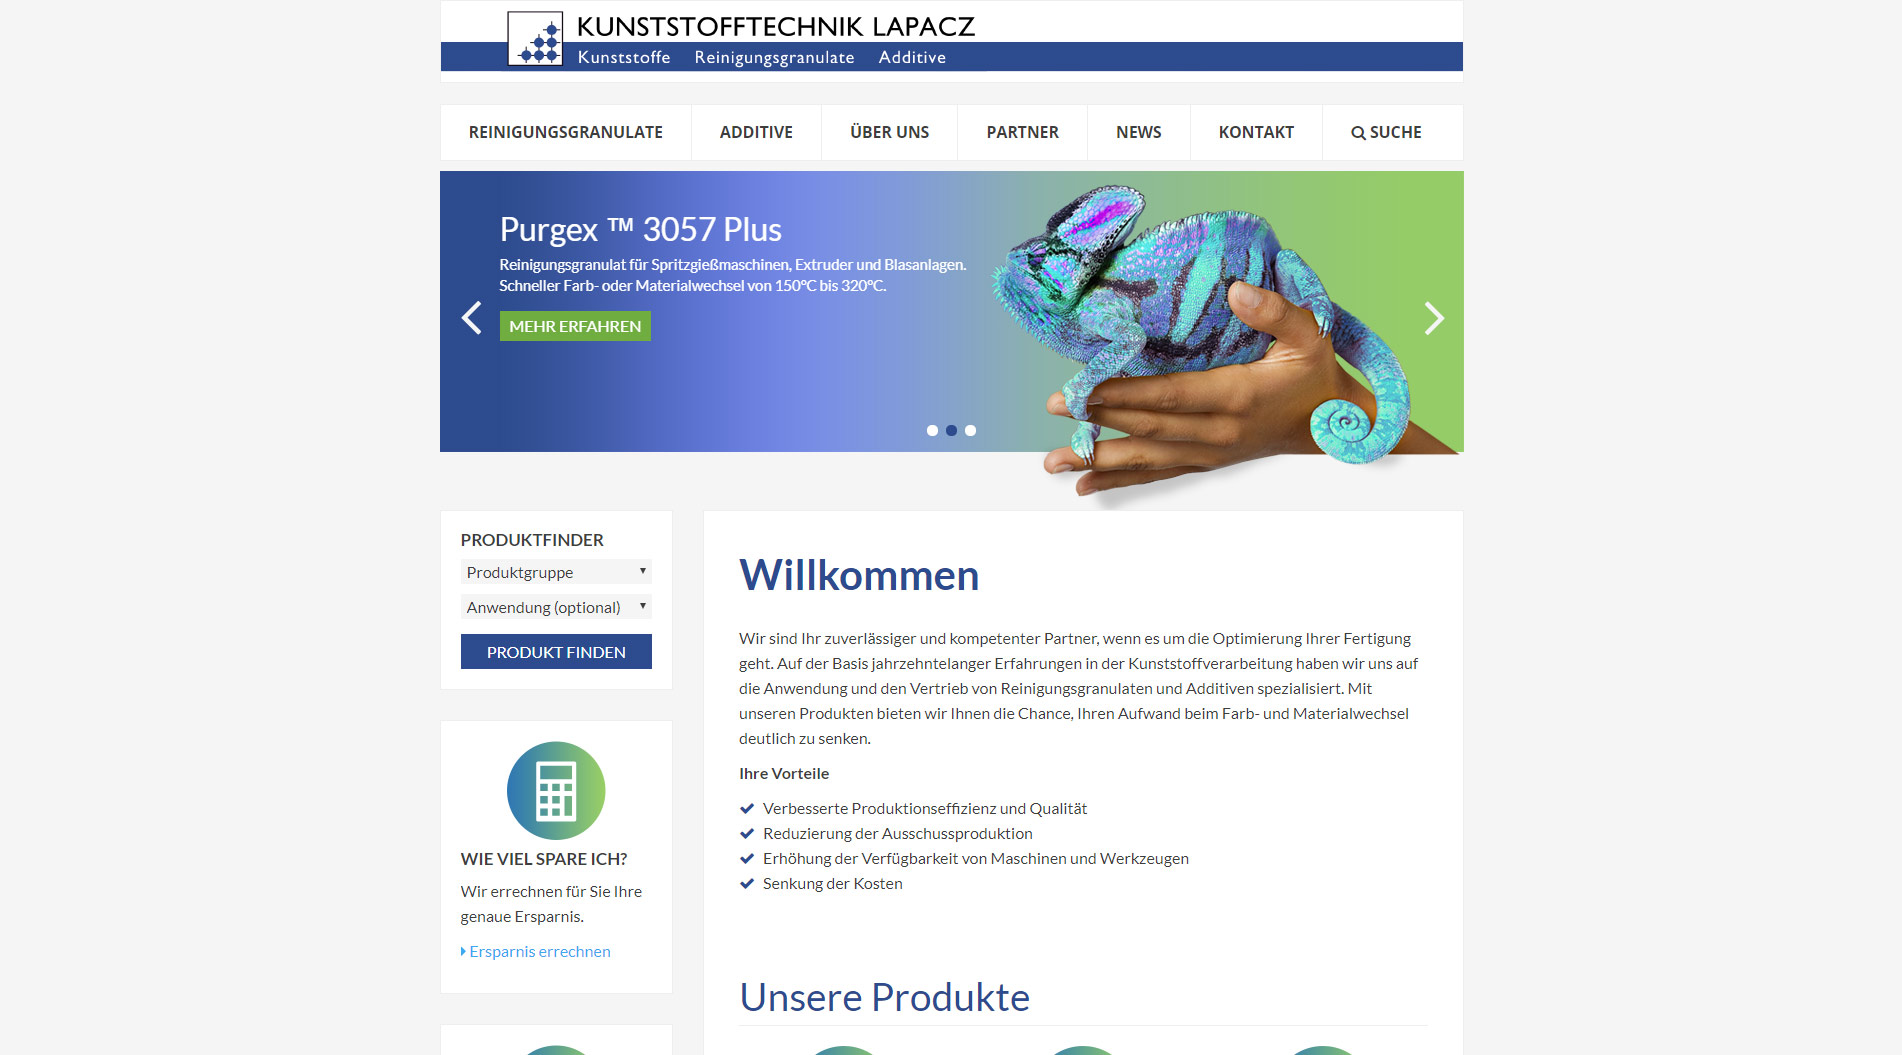 KUNSTSTOFFTECHNIK LAPACZ
Kunststoffe Reinigungsgranulate Additive
REINIGUNGSGRANULATE ADDITIVE ÜBER UNS PARTNER NEWS KONTAKT SUCHE
Purgex ™ 3057 Plus
Reinigungsgranulat für Spritzgießmaschinen, Extruder und Blasanlagen.
Schneller Farb- oder Materialwechsel von 150°C bis 320°C.
MEHR ERFAHREN
PRODUKTFINDER
Produktgruppe
Anwendung (optional)
PRODUKT FINDEN
WIE VIEL SPARE ICH?
Wir errechnen für Sie Ihre
genaue Ersparnis.
Ersparnis errechnen
Willkommen
Wir sind Ihr zuverlässiger und kompetenter Partner, wenn es um die Optimierung Ihrer Fertigung
geht. Auf der Basis jahrzehntelanger Erfahrungen in der Kunststoffverarbeitung haben wir uns auf
die Anwendung und den Vertrieb von Reinigungsgranulaten und Additiven spezialisiert. Mit
unseren Produkten bieten wir Ihnen die Chance, Ihren Aufwand beim Farb- und Materialwechsel
deutlich zu senken.
Ihre Vorteile
Verbesserte Produktionseffizienz und Qualität
Reduzierung der Ausschussproduktion
Erhöhung der Verfügbarkeit von Maschinen und Werkzeugen
Senkung der Kosten
Unsere Produkte